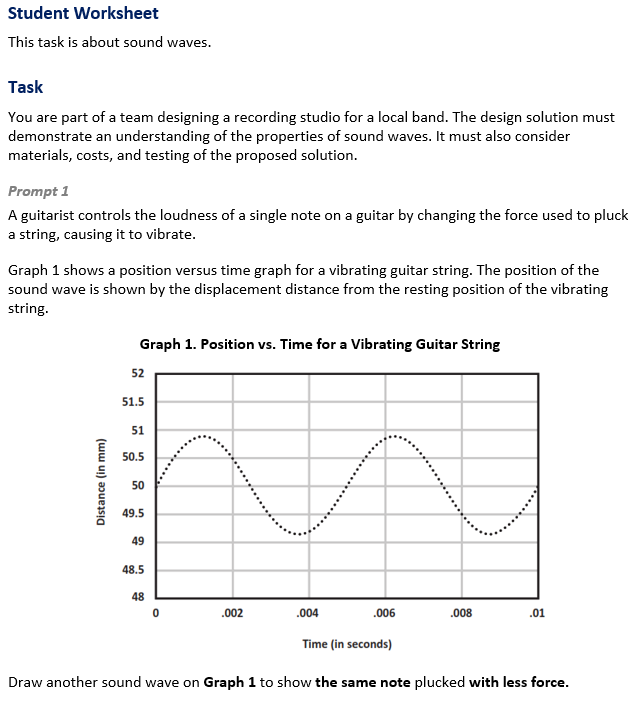 Student Worksheet
This task is about sound waves.
Task
You are part of a team designing a recording studio for a local band. The design solution must
demonstrate an understanding of the properties of sound waves. It must also consider
materials, costs, and testing of the proposed solution.
Prompt 1
A guitarist controls the loudness of a single note on a guitar by changing the force used to pluck
a string, causing it to vibrate.
Graph 1 shows a position versus time graph for a vibrating guitar string. The position of the
sound wave is shown by the displacement distance from the resting position of the vibrating
string.
Graph 1. Position vs. Time for a Vibrating Guitar String
52
51.5
51
50.5
50
49.5
49
48.5
48
Distance (in mm)
0 .002 .004 .006 .008 .01
Time (in seconds)
Draw another sound wave on Graph 1 to show the same note plucked with less force.